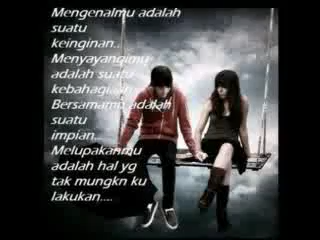 Mengenalmu adalah
suatu
keinginan..
Menyayangimu
adalah suatu
kebahagiaan
Bersamamu adalah
suatu
impian...
Melupakanmu
adalah hal yg
tak mungkn ku
lakukan....